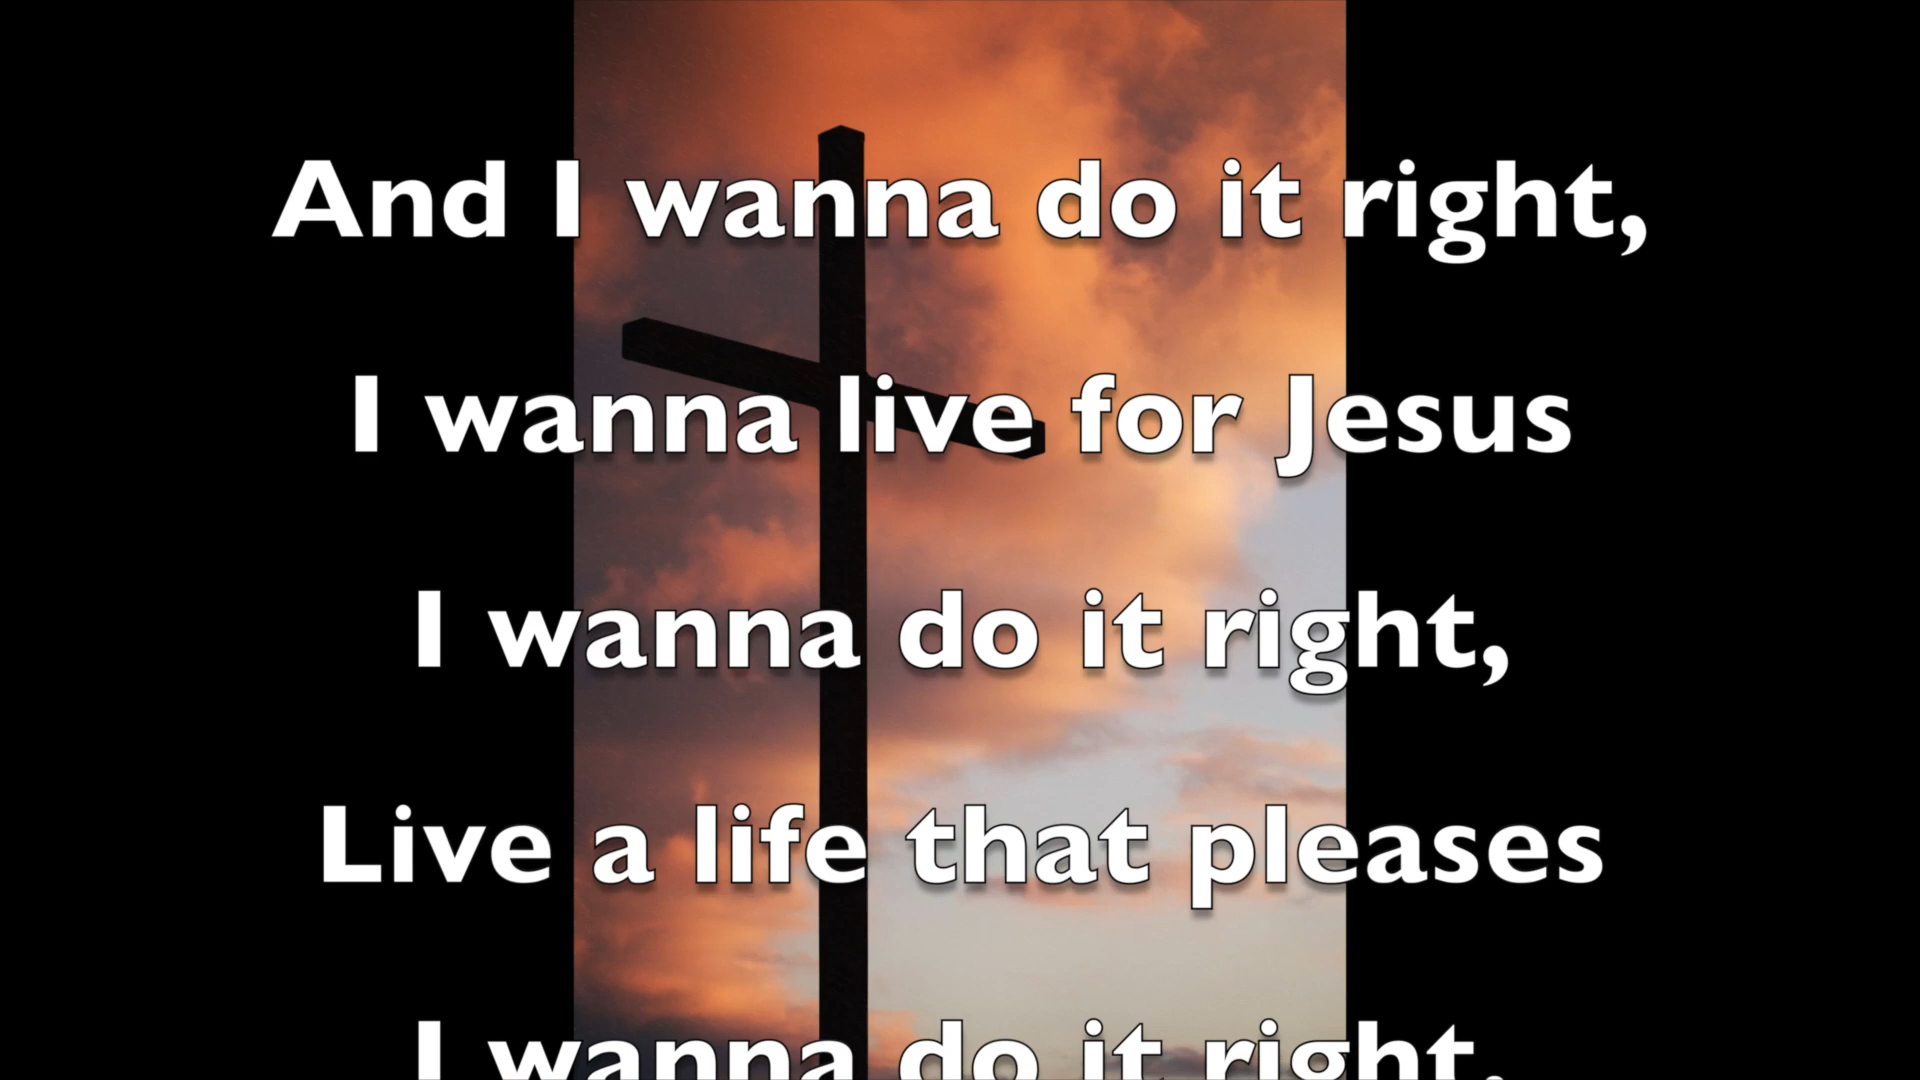 And I wanna do it right,
I wanna live for Jesus
I wanna do it right,
Live a life that pleases
I wanna do it right,